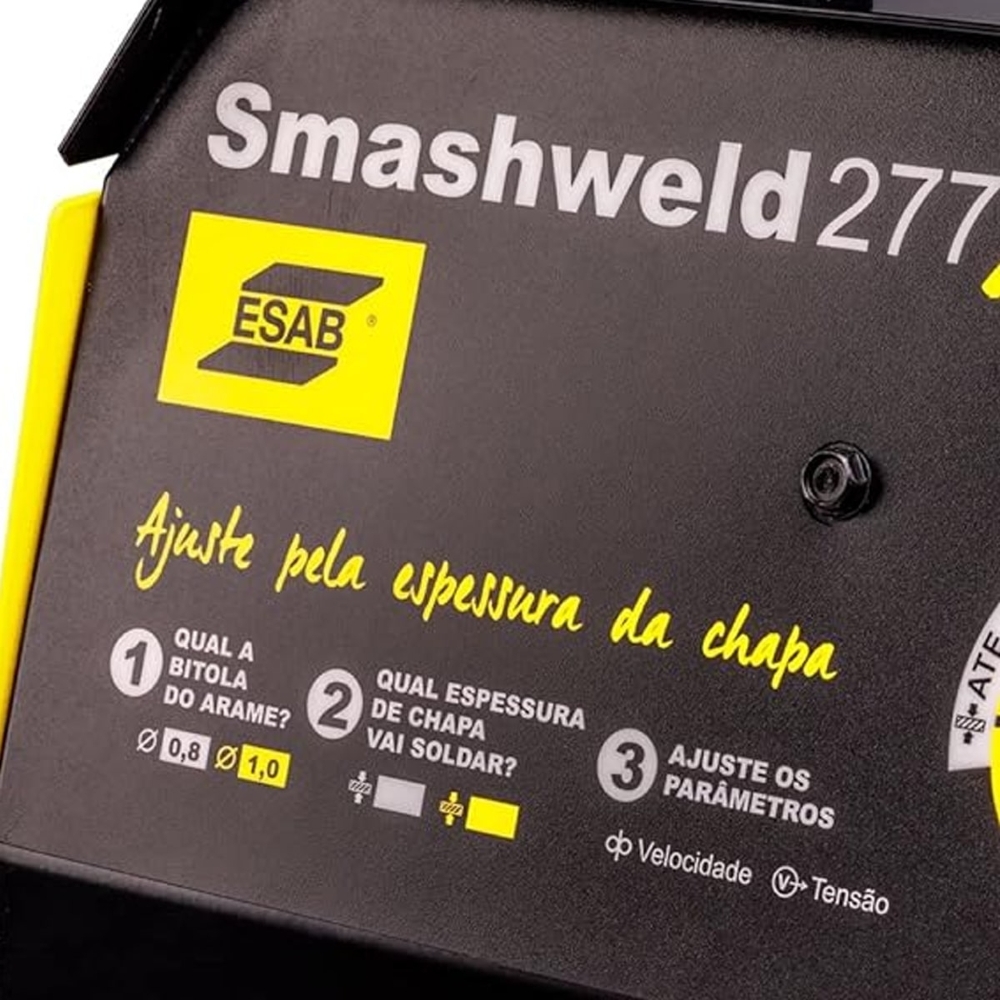 Smashweld 277
ESAB ®
Ajuste pela espessura da chapa
1 QUAL A
BITOLA
DO ARAME?
Ø 0,8 Ø 1,0
2 QUAL ESPESSURA
DE CHAPA
VAI SOLDAR?
3 AJUSTE OS
PARÂMETROS
Velocidade V Tensão
ATÉ